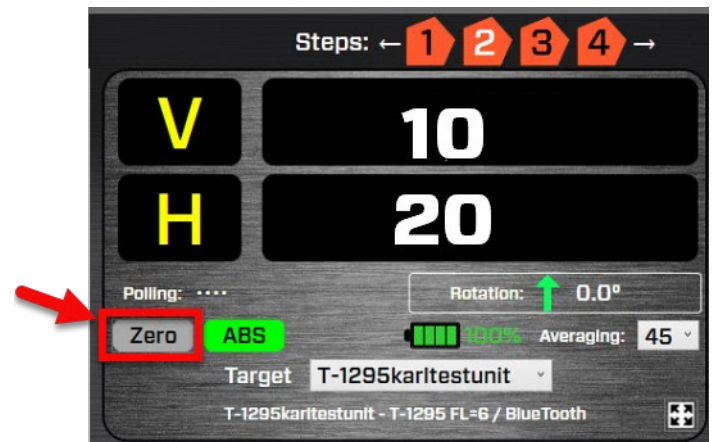 Steps: ← 1 2 3 4 →
V 10
H 20
Polling: ····
Rotation: ↑ 0.0°
Zero ABS 100% Averaging: 45
Target T-1295karltestunit
T-1295karltestunit - T-1295 FL=6 / BlueTooth